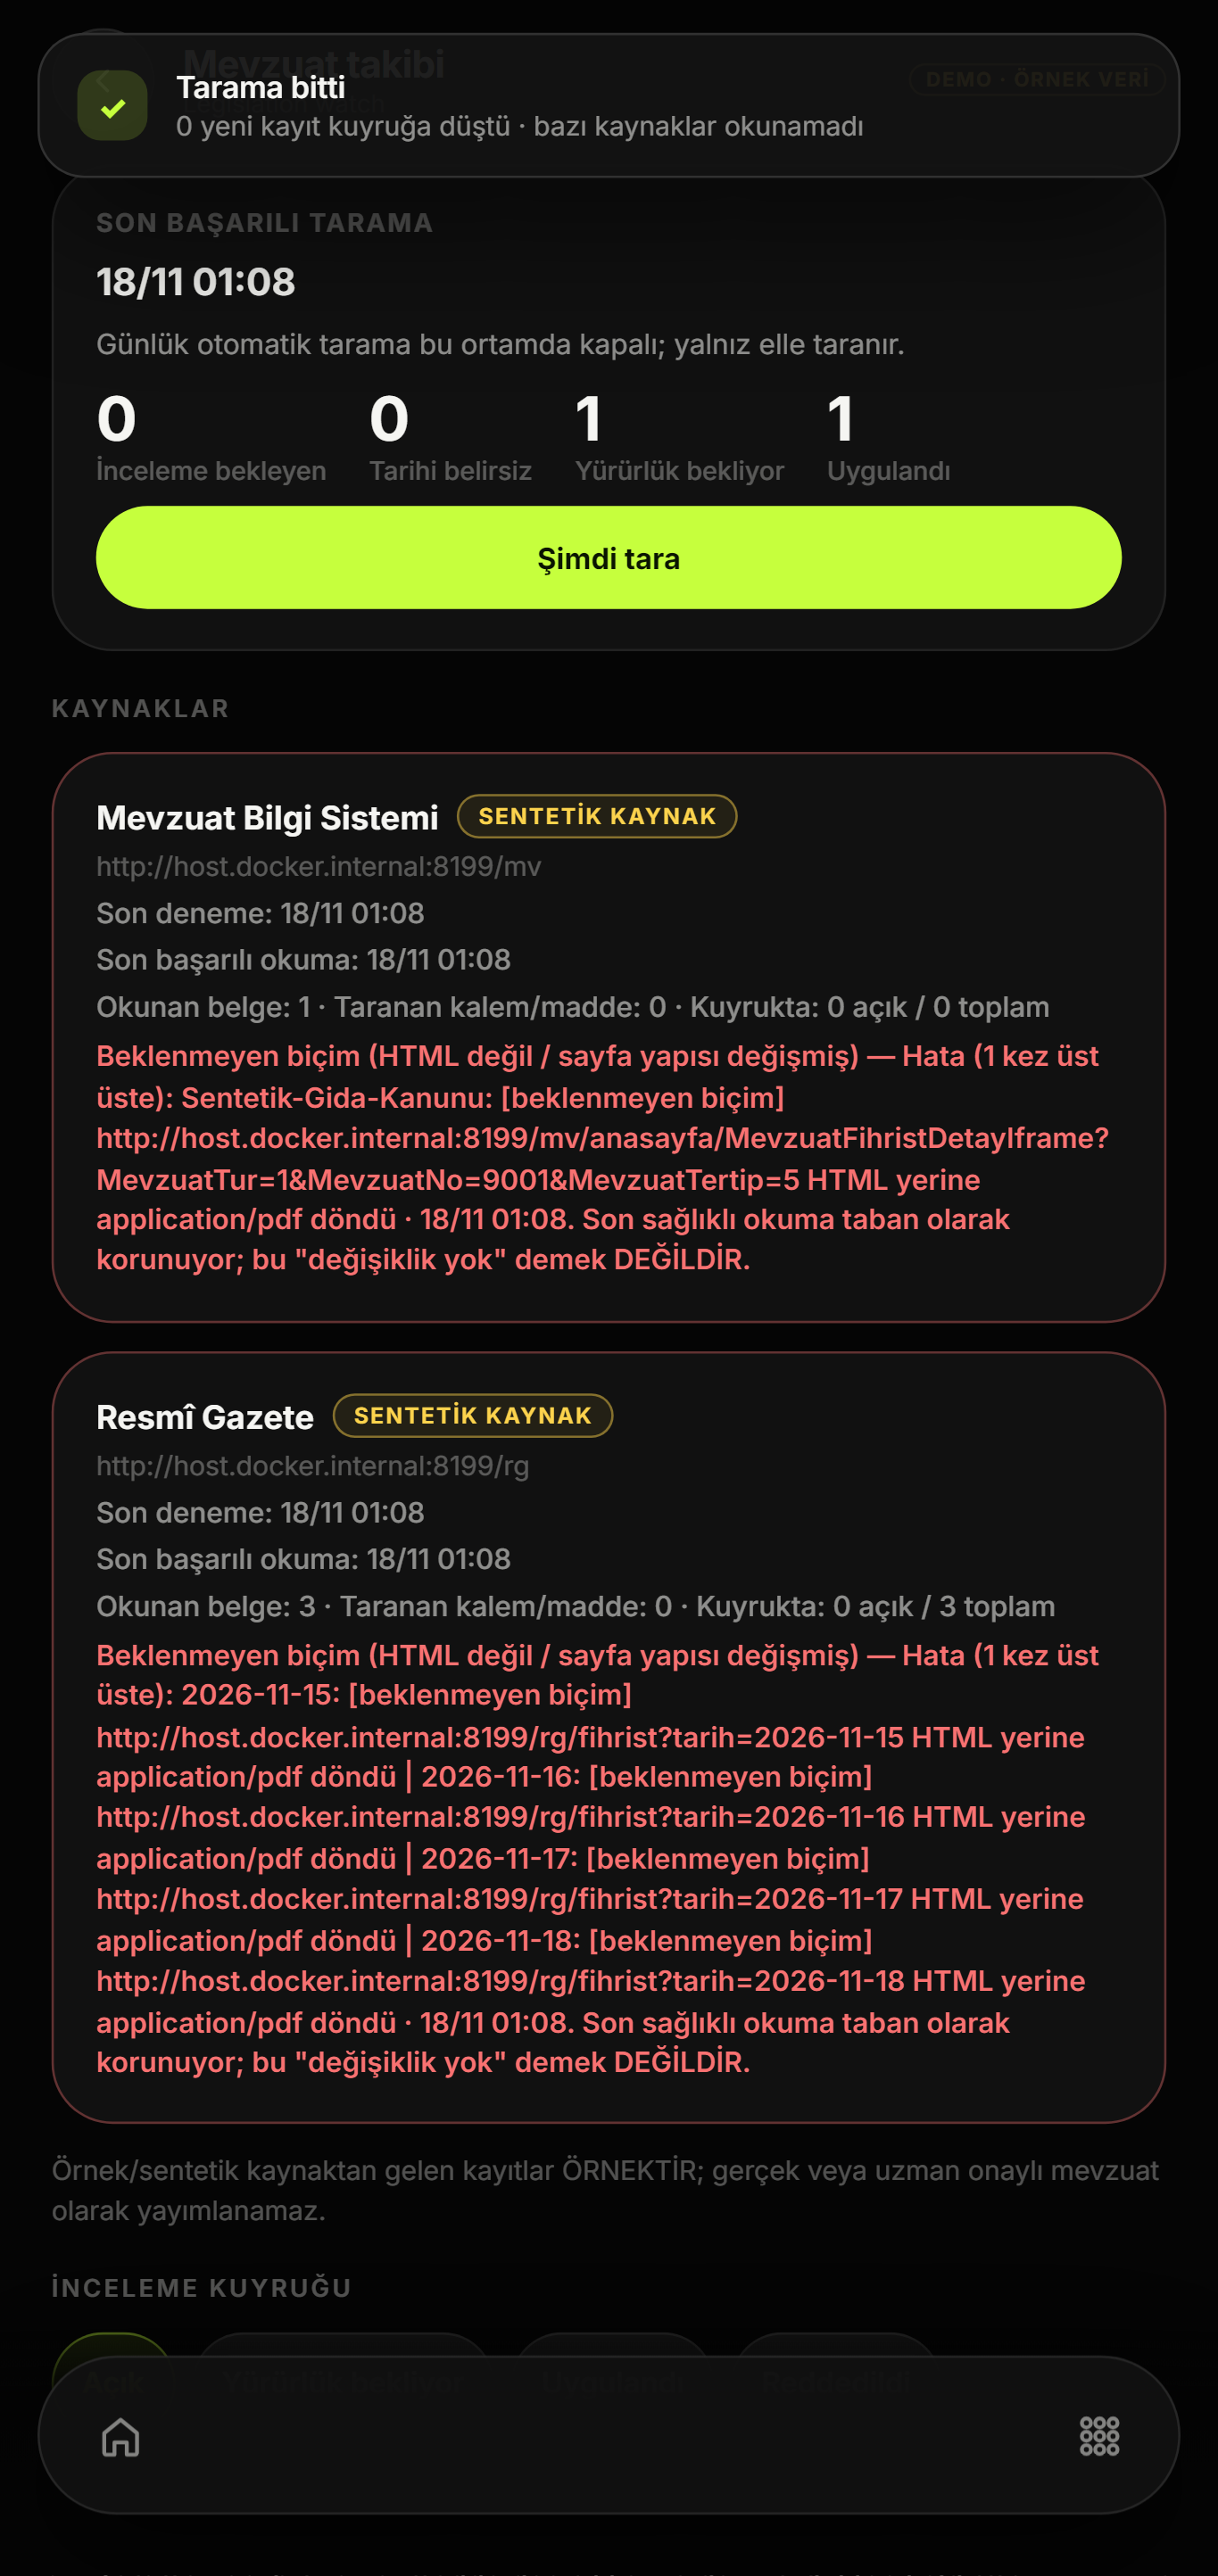 Mevzuat takibi
DEMO · ÖRNEK VERİ
Tarama bitti
0 yeni kayıt kuyruğa düştü · bazı kaynaklar okunamadı
SON BAŞARILI TARAMA
18/11 01:08
Günlük otomatik tarama bu ortamda kapalı; yalnız elle taranır.
0 0 1 1
İnceleme bekleyen Tarihi belirsiz Yürürlük bekliyor Uygulandı
Şimdi tara
KAYNAKLAR
Mevzuat Bilgi Sistemi SENTETİK KAYNAK
http://host.docker.internal:8199/mv
Son deneme: 18/11 01:08
Son başarılı okuma: 18/11 01:08
Okunan belge: 1 · Taranan kalem/madde: 0 · Kuyrukta: 0 açık / 0 toplam
Beklenmeyen biçim (HTML değil / sayfa yapısı değişmiş) — Hata (1 kez üst
üste): Sentetik-Gida-Kanunu: [beklenmeyen biçim]
http://host.docker.internal:8199/mv/anasayfa/MevzuatFihristDetayIframe?
MevzuatTur=1&MevzuatNo=9001&MevzuatTertip=5 HTML yerine
application/pdf döndü · 18/11 01:08. Son sağlıklı okuma taban olarak
korunuyor; bu "değişiklik yok" demek DEĞİLDİR.
Resmî Gazete SENTETİK KAYNAK
http://host.docker.internal:8199/rg
Son deneme: 18/11 01:08
Son başarılı okuma: 18/11 01:08
Okunan belge: 3 · Taranan kalem/madde: 0 · Kuyrukta: 0 açık / 3 toplam
Beklenmeyen biçim (HTML değil / sayfa yapısı değişmiş) — Hata (1 kez üst
üste): 2026-11-15: [beklenmeyen biçim]
http://host.docker.internal:8199/rg/fihrist?tarih=2026-11-15 HTML yerine
application/pdf döndü | 2026-11-16: [beklenmeyen biçim]
http://host.docker.internal:8199/rg/fihrist?tarih=2026-11-16 HTML yerine
application/pdf döndü | 2026-11-17: [beklenmeyen biçim]
http://host.docker.internal:8199/rg/fihrist?tarih=2026-11-17 HTML yerine
application/pdf döndü | 2026-11-18: [beklenmeyen biçim]
http://host.docker.internal:8199/rg/fihrist?tarih=2026-11-18 HTML yerine
application/pdf döndü · 18/11 01:08. Son sağlıklı okuma taban olarak
korunuyor; bu "değişiklik yok" demek DEĞİLDİR.
Örnek/sentetik kaynaktan gelen kayıtlar ÖRNEKTİR; gerçek veya uzman onaylı mevzuat
olarak yayımlanamaz.
İNCELEME KUYRUĞU
Açık Yürürlük bekliyor Uygulandı Reddedildi